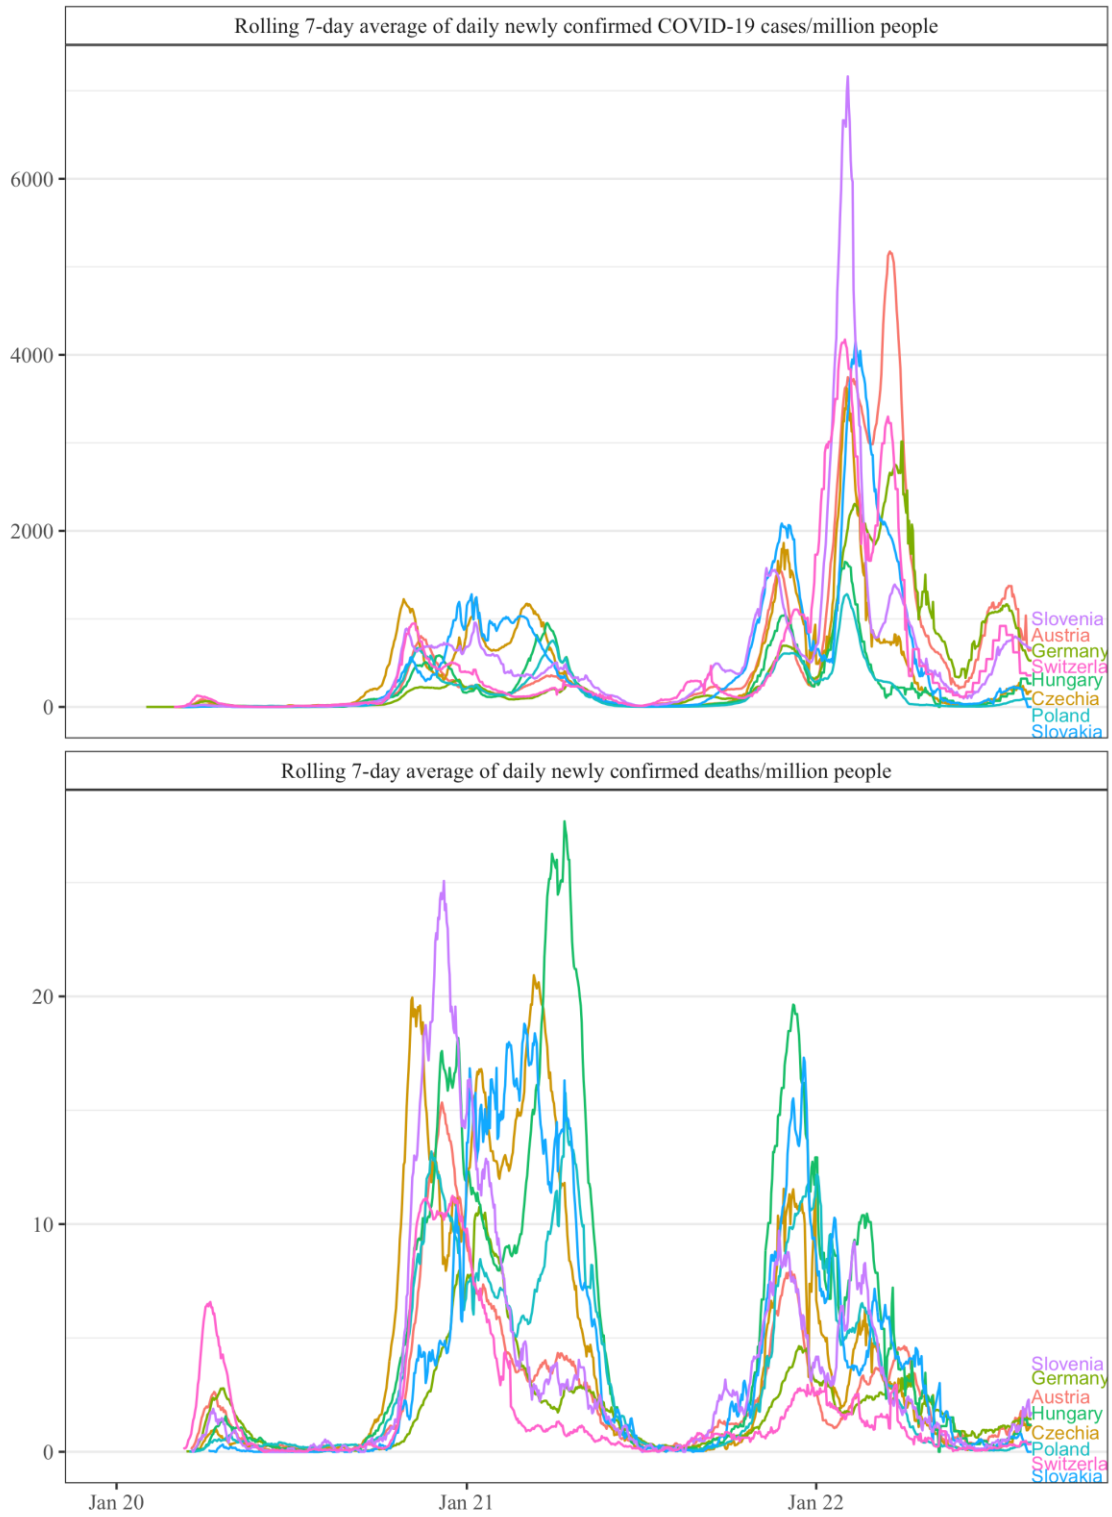 Rolling 7-day average of daily newly confirmed COVID-19 cases/million people
6000
4000
2000
0
Slovenia
Austria
Germany
Switzerla
Hungary
Czechia
Poland
Slovakia
Rolling 7-day average of daily newly confirmed deaths/million people
20
10
0
Slovenia
Germany
Austria
Hungary
Czechia
Poland
Switzerla
Slovakia
Jan 20 Jan 21 Jan 22